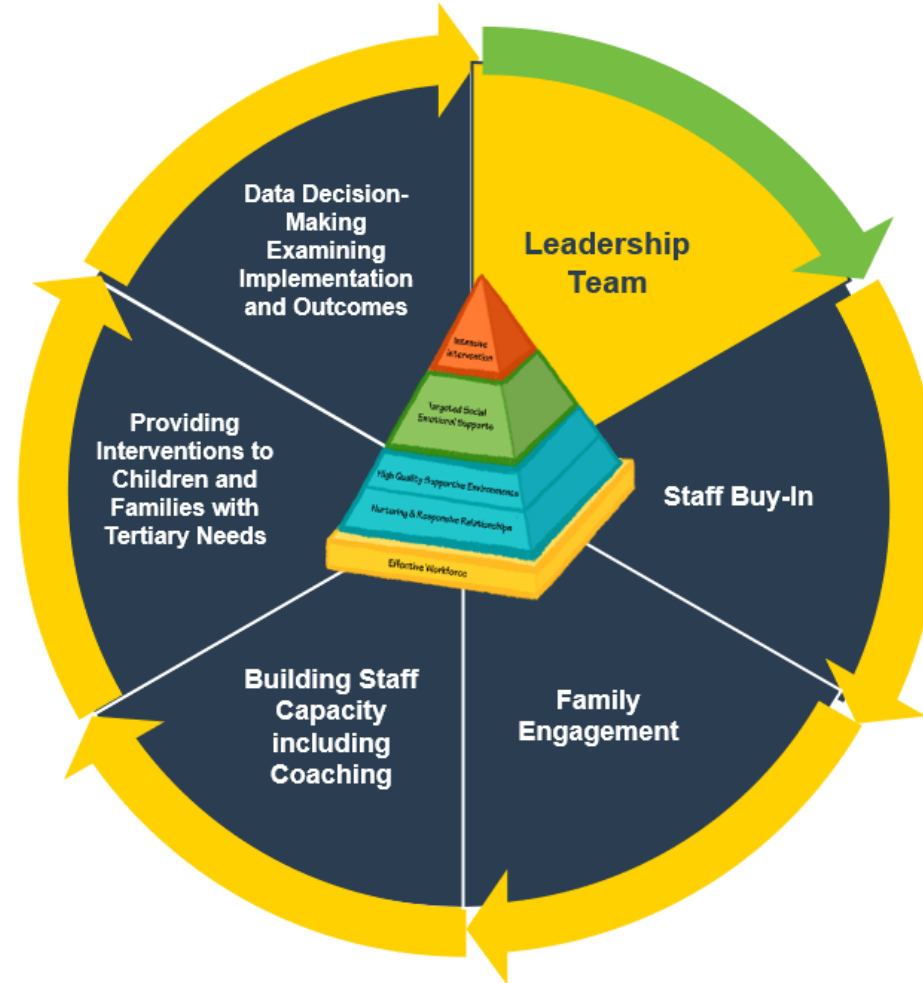 Leadership
Team
Staff Buy-In
Family
Engagement
Building Staff
Capacity
including
Coaching
Providing
Interventions to
Children and
Families with
Tertiary Needs
Data Decision-
Making
Examining
Implementation
and Outcomes
Intensive
Intervention
Targeted Social
Emotional Supports
High Quality Supportive Environments
Nurturing & Responsive Relationships
Effective Workforce